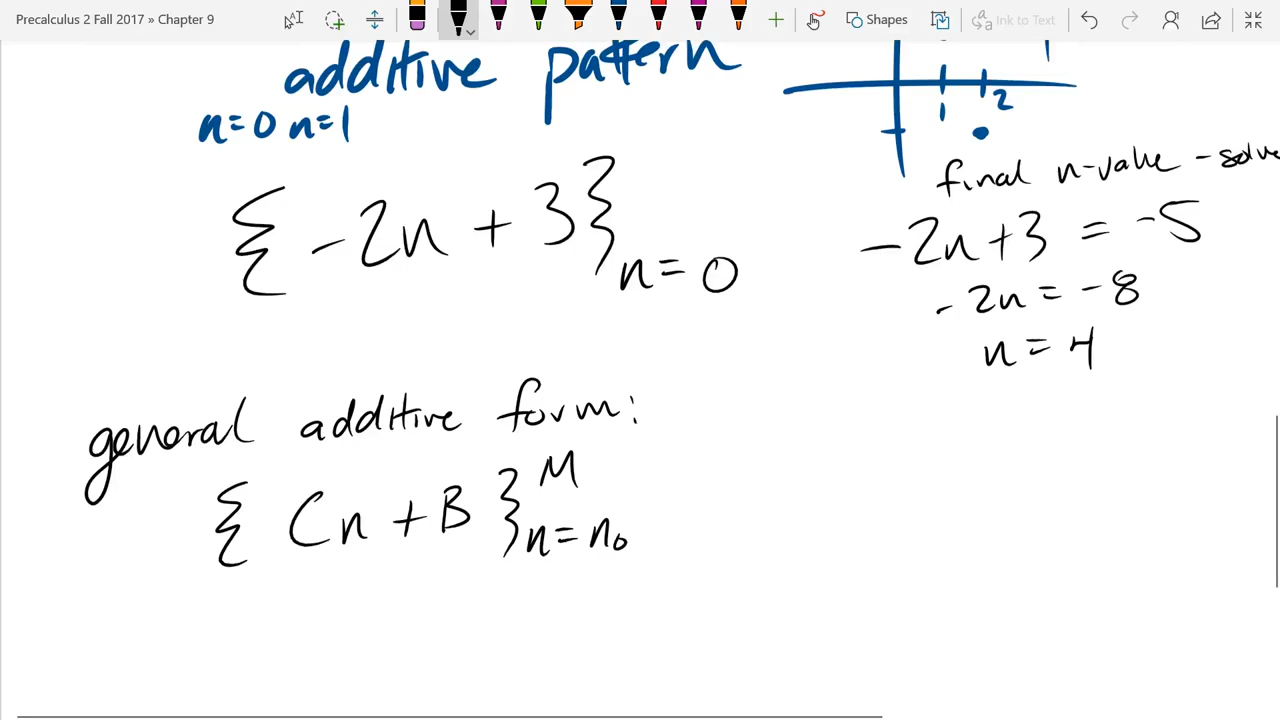 Precalculus 2 Fall 2017 » Chapter 9
Shapes
Ink to Text
additive pattern
n=0 n=1
1 2
final n-value - solve
{-2n + 3}n=0
-2n+3 = -5
-2n = -8
n = 4
general additive form:
{Cn + B}^M n=n₀